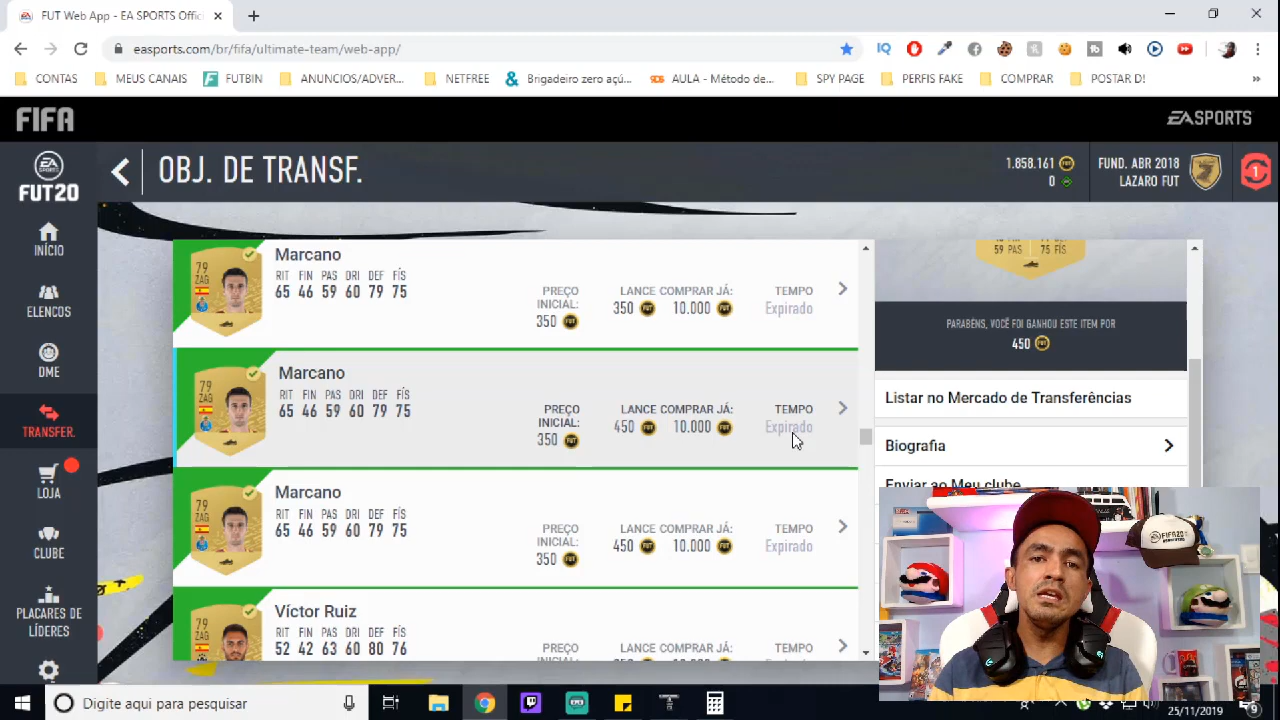 FUT Web App - EA SPORTS Offic
easports.com/br/fifa/ultimate-team/web-app/
CONTAS
MEUS CANAIS
FUTBIN
ANUNCIOS/ADVER...
NETFREE
Brigadeiro zero açú...
AULA - Método de...
SPY PAGE
PERFIS FAKE
COMPRAR
POSTAR D!
FIFA
EA SPORTS
EA SPORTS
FUT20
OBJ. DE TRANSF.
1.858.161
0
FUND. ABR 2018
LAZARO FUT
1
INÍCIO
ELENCOS
DME
TRANSFER.
LOJA
CLUBE
PLACARES DE
LÍDERES
Marcano
79
ZAG
RIT FIN PAS DRI DEF FÍS
65 46 59 60 79 75
PREÇO
INICIAL:
350
LANCE COMPRAR JÁ:
350 10.000
TEMPO
Expirado
Marcano
79
ZAG
RIT FIN PAS DRI DEF FÍS
65 46 59 60 79 75
PREÇO
INICIAL:
350
LANCE COMPRAR JÁ:
450 10.000
TEMPO
Expirado
Marcano
79
ZAG
RIT FIN PAS DRI DEF FÍS
65 46 59 60 79 75
PREÇO
INICIAL:
350
LANCE COMPRAR JÁ:
450 10.000
TEMPO
Expirado
Víctor Ruiz
80
ZAG
RIT FIN PAS DRI DEF FÍS
52 42 63 60 80 76
PREÇO
LANCE COMPRAR JÁ:
TEMPO
59 PAS 75 FÍS
PARABÉNS, VOCÊ FOI GANHOU ESTE ITEM POR
450
Listar no Mercado de Transferências
Biografia
Enviar ao Meu clube
Digite aqui para pesquisar
25/11/2019